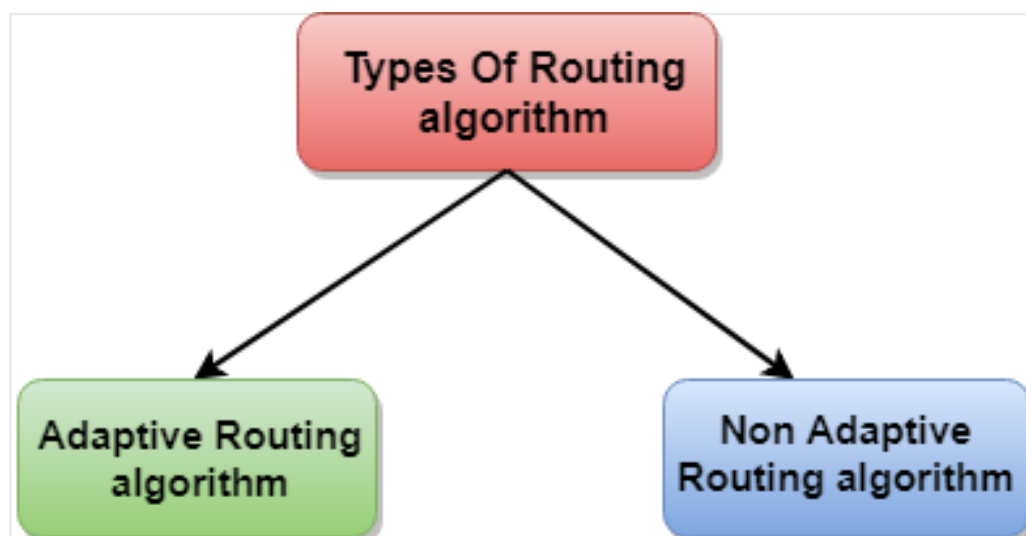 Types Of Routing
algorithm
Adaptive Routing
algorithm
Non Adaptive
Routing algorithm